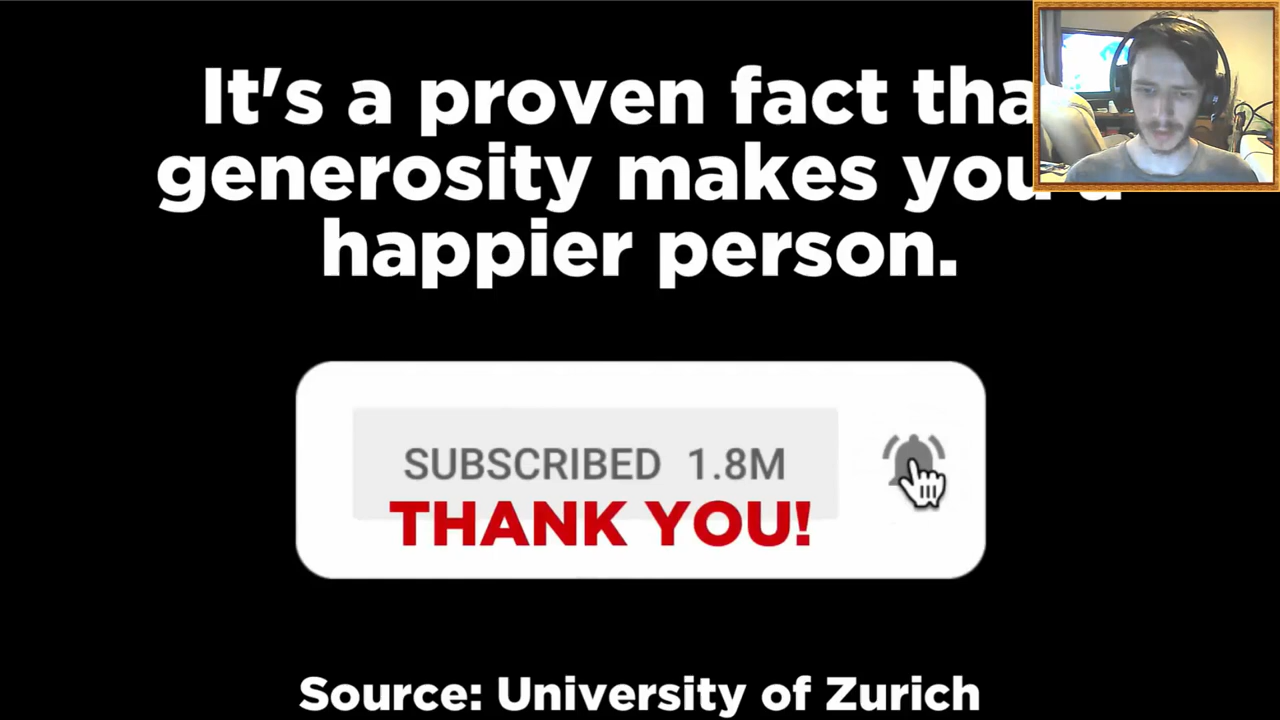 It's a proven fact tha
generosity makes you a
happier person.
SUBSCRIBED 1.8M
THANK YOU!
Source: University of Zurich